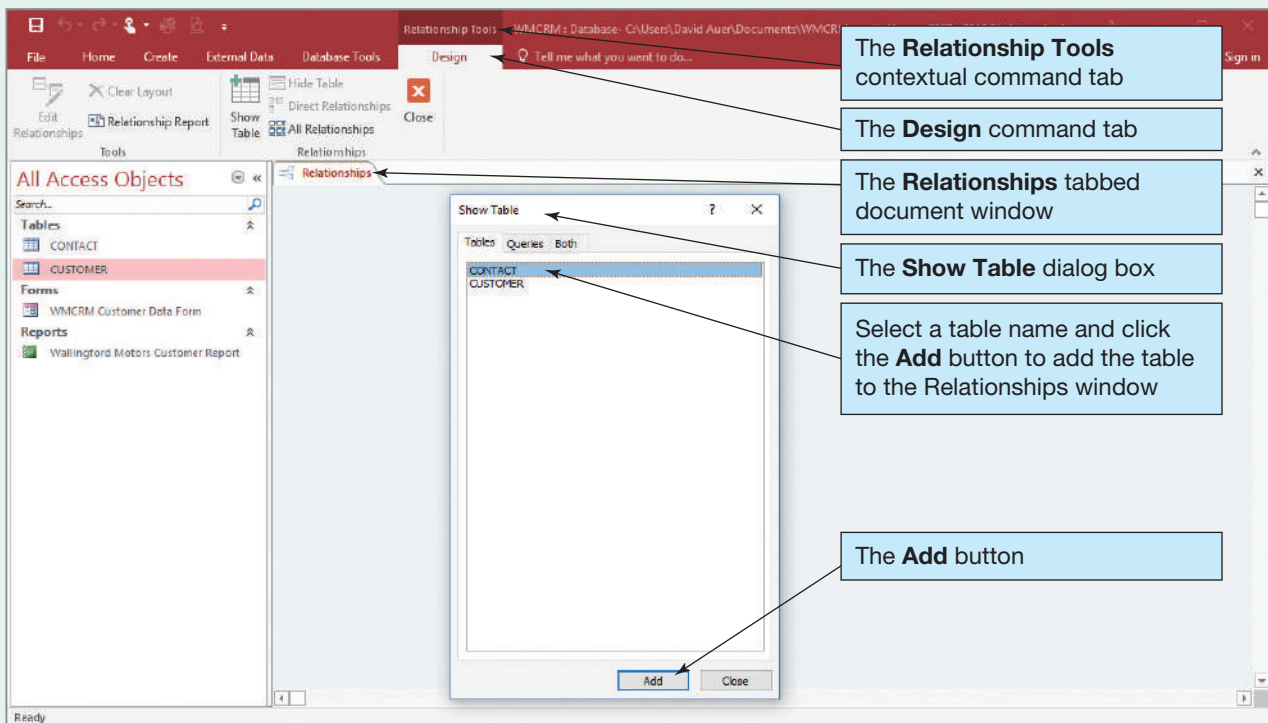 Relationship Tools
WMCRM : Database- C:\Users\David Auer\Documents\WMCRM
File Home Create External Data Database Tools Design Tell me what you want to do... Sign in
Edit Relationships
Clear Layout
Relationship Report
Tools
Show Table
Hide Table
Direct Relationships
All Relationships
Relationships
Close
All Access Objects
Search...
Tables
CONTACT
CUSTOMER
Forms
WMCRM Customer Data Form
Reports
Wallingford Motors Customer Report
Relationships
Show Table
Tables Queries Both
CONTACT
CUSTOMER
Add Close
Ready
The Relationship Tools
contextual command tab
The Design command tab
The Relationships tabbed
document window
The Show Table dialog box
Select a table name and click
the Add button to add the table
to the Relationships window
The Add button